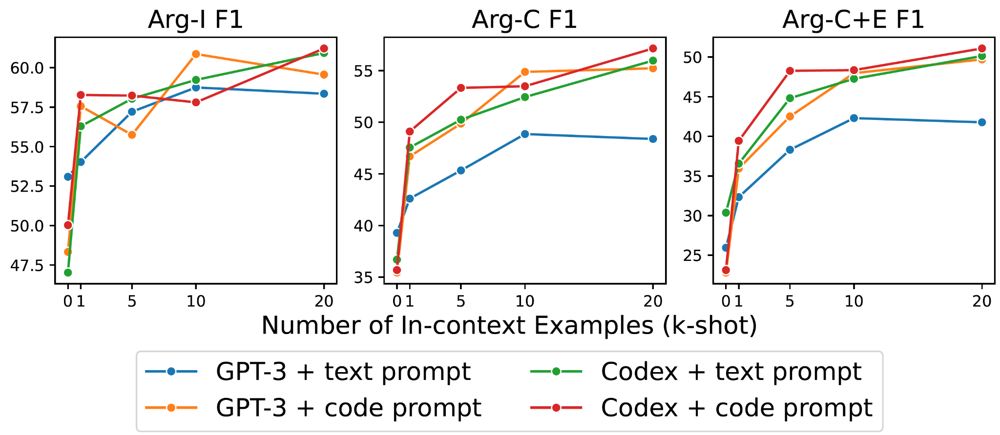 Arg-I F1 Arg-C F1 Arg-C+E F1
60.0
57.5
55.0
52.5
50.0
47.5
0 1 5 10 20
55
50
45
40
35
0 1 5 10 20
50
45
40
35
30
25
0 1 5 10 20
Number of In-context Examples (k-shot)
GPT-3 + text prompt Codex + text prompt
GPT-3 + code prompt Codex + code prompt